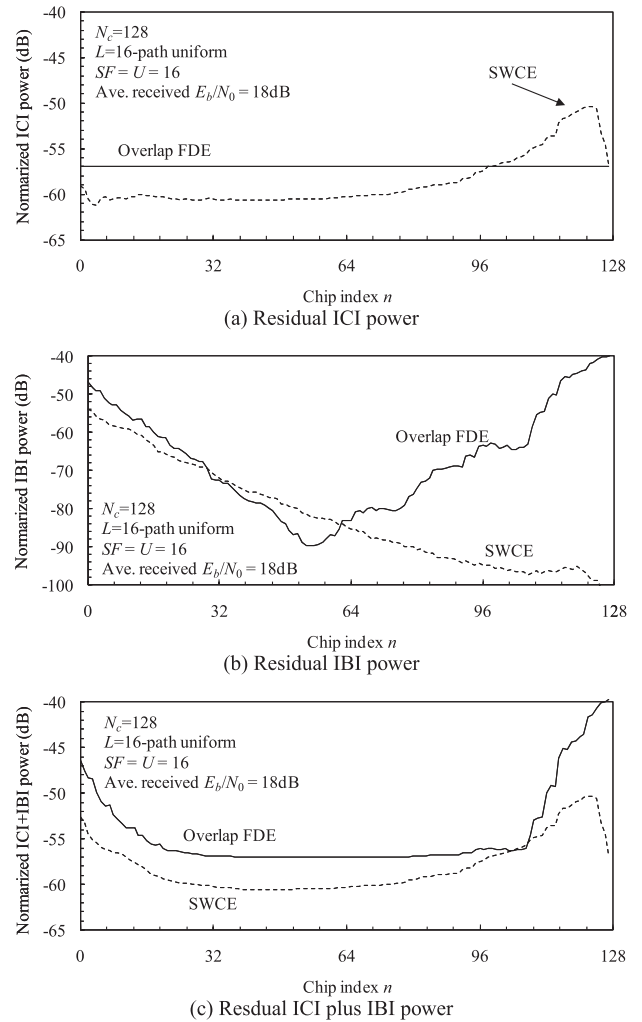 Normarized ICI power (dB)
-45
-50
-55
-60
-65
N_c=128
L=16-path uniform
SF = U = 16
Ave. received E_b/N_0 = 18dB
SWCE
Overlap FDE
0 32 64 96 128
Chip index n
(a) Residual ICI power
Normarized IBI power (dB)
-40
-50
-60
-70
-80
-90
-100
Overlap FDE
N_c=128
L=16-path uniform
SF = U = 16
Ave. received E_b/N_0 = 18dB
SWCE
0 32 64 96 128
Chip index n
(b) Residual IBI power
Normarized ICI+IBI power (dB)
-40
-45
-50
-55
-60
-65
N_c=128
L=16-path uniform
SF = U = 16
Ave. received E_b/N_0 = 18dB
Overlap FDE
SWCE
0 32 64 96 128
Chip index n
(c) Resdual ICI plus IBI power